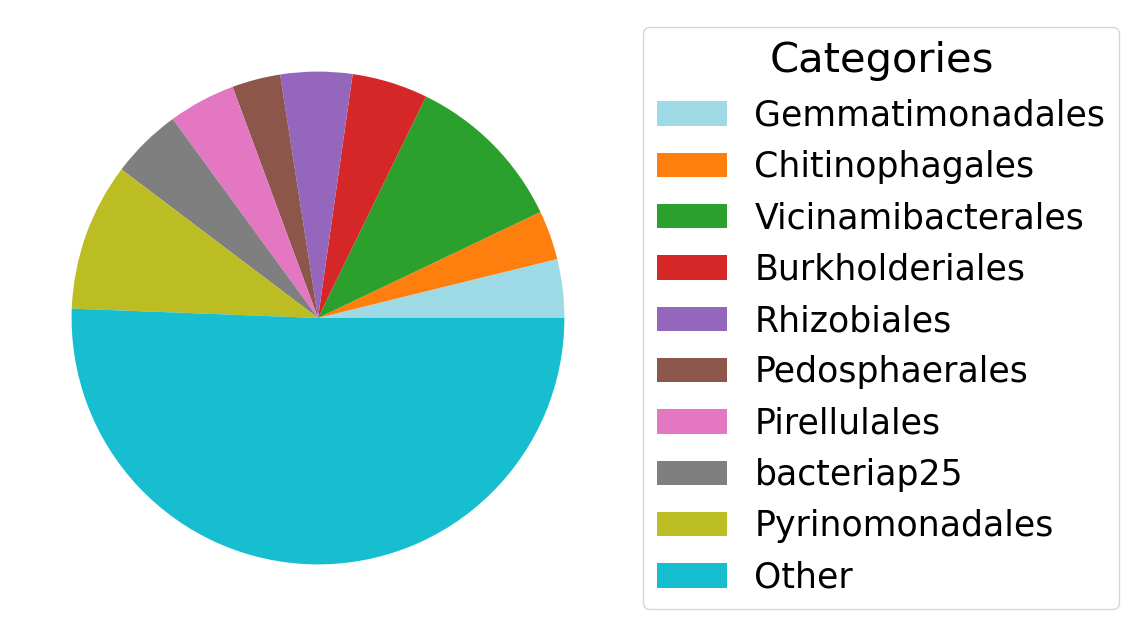 Categories
Gemmatimonadales
Chitinophagales
Vicinamibacterales
Burkholderiales
Rhizobiales
Pedosphaerales
Pirellulales
bacteriap25
Pyrinomonadales
Other